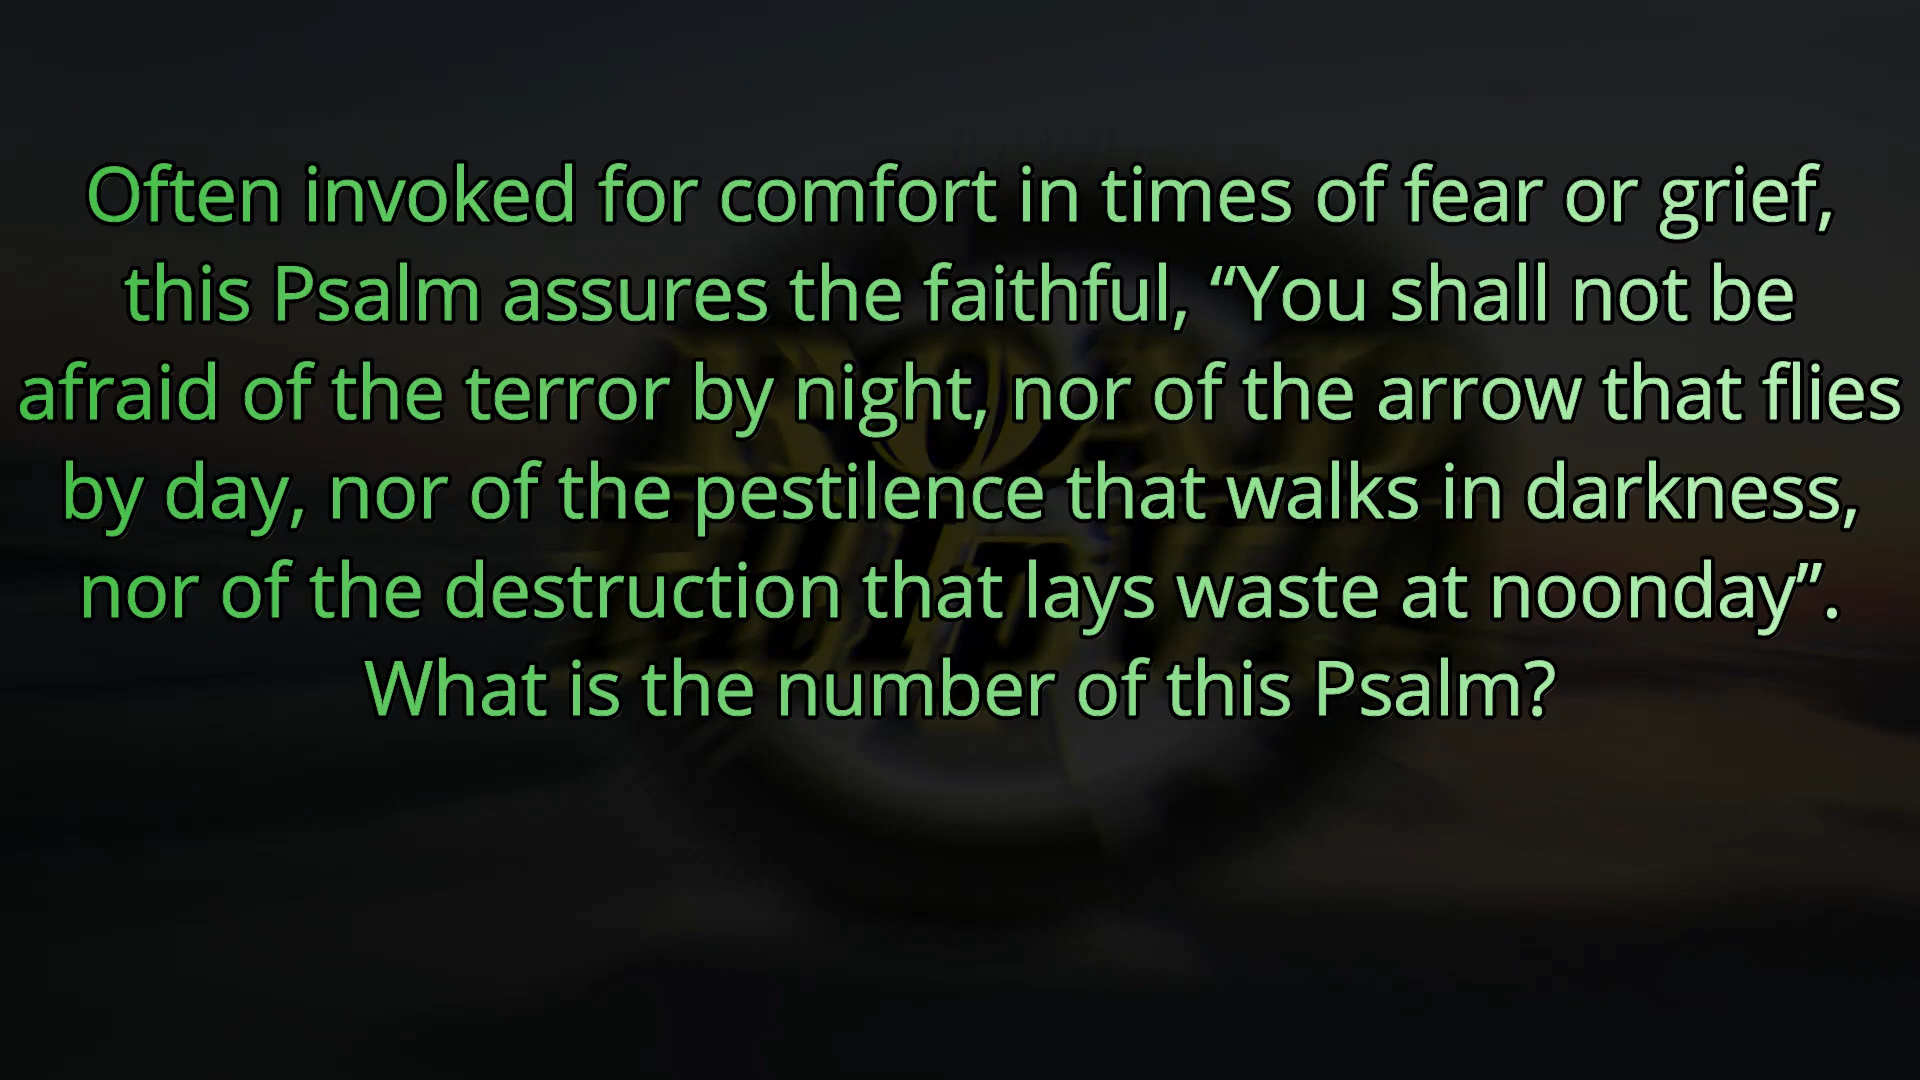 Often invoked for comfort in times of fear or grief,
this Psalm assures the faithful, “You shall not be
afraid of the terror by night, nor of the arrow that flies
by day, nor of the pestilence that walks in darkness,
nor of the destruction that lays waste at noonday”.
What is the number of this Psalm?